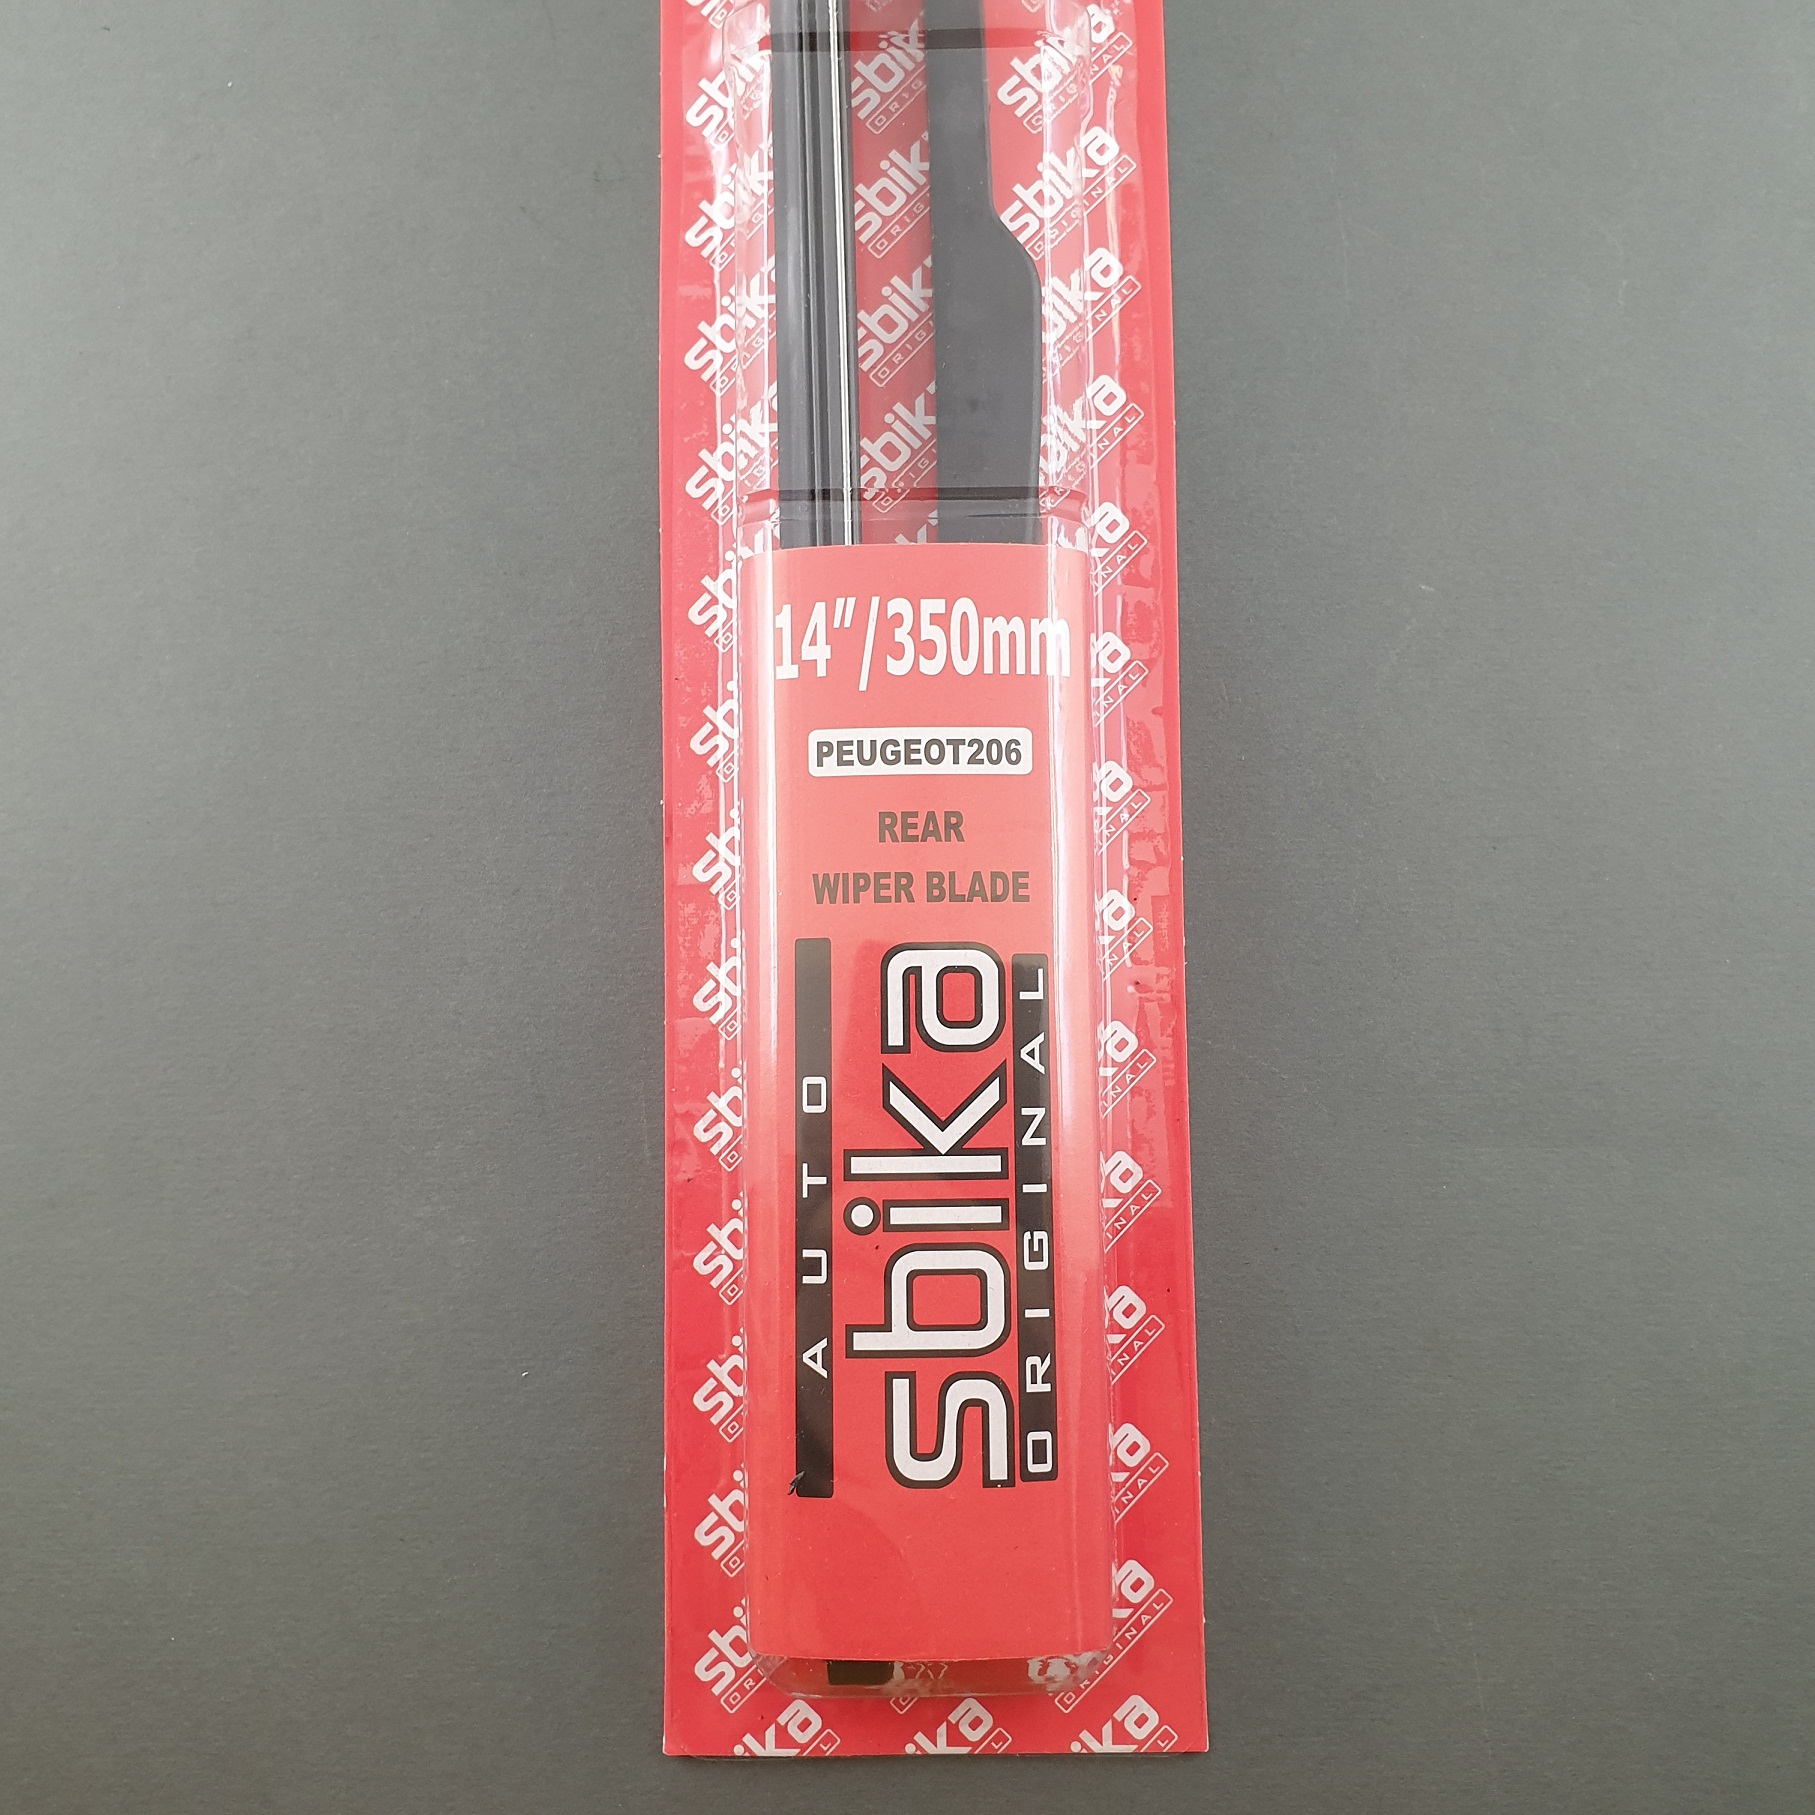 14"/350mm
PEUGEOT206
REAR
WIPER BLADE
AUTO
sbika
ORIGINAL